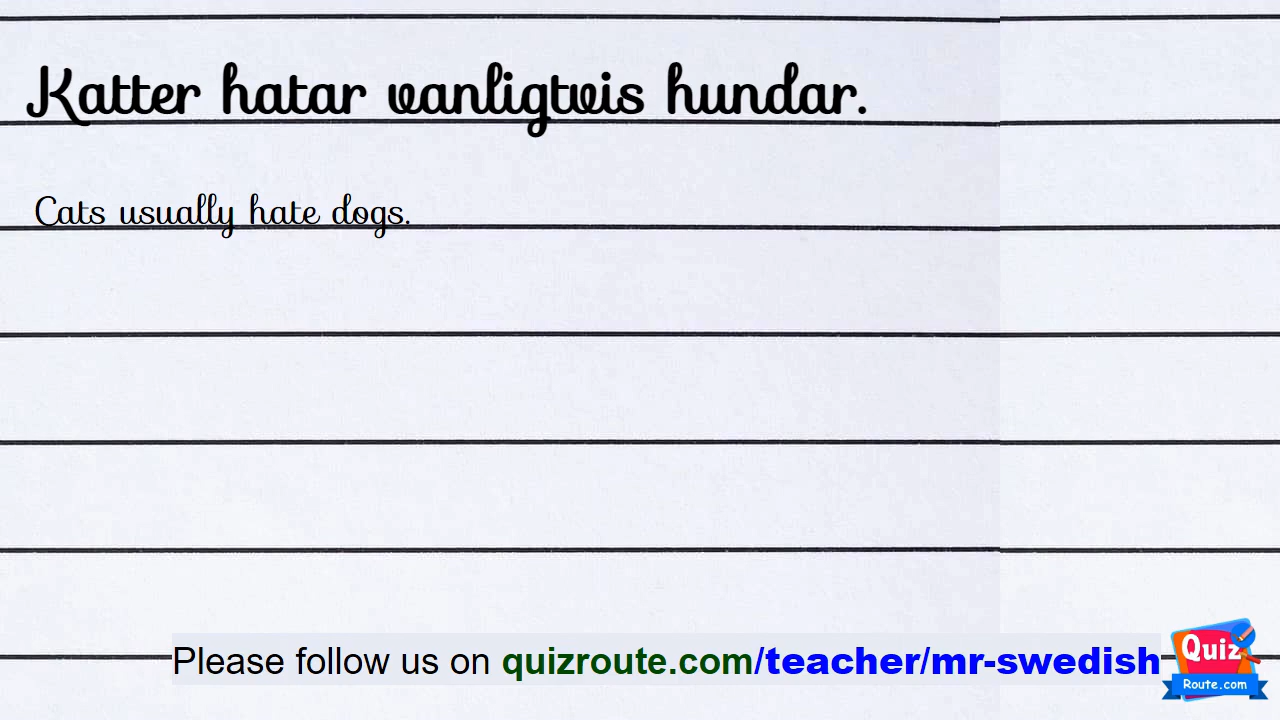 Katter hatar vanligtvis hundar.
Cats usually hate dogs.
Please follow us on quizroute.com/teacher/mr-swedish
Quiz
Route.com